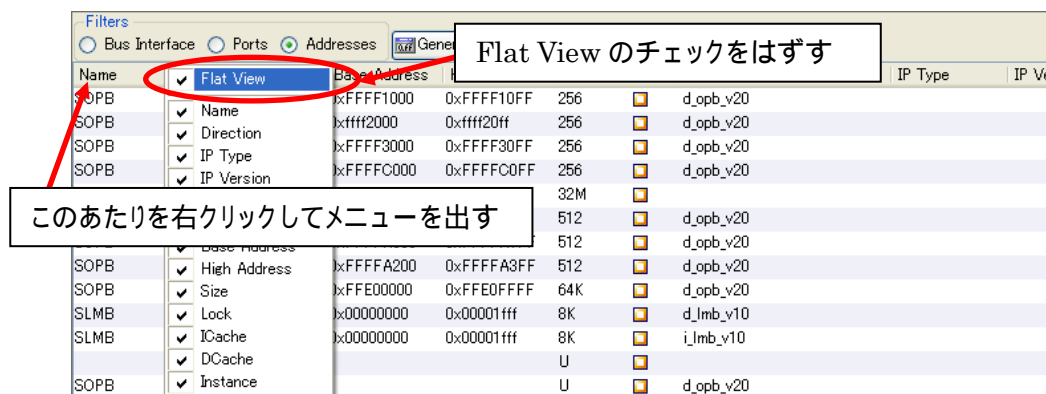 Filters
Bus Interface Ports Addresses Gener
Flat View のチェックをはずす
Name Flat View Base Address IP Type IP Ve
SOPB 0xFFFF1000 0xFFFF10FF 256 d_opb_v20
Name
SOPB 0xffff2000 0xffff20ff 256 d_opb_v20
Direction
SOPB 0xFFFF3000 0xFFFF30FF 256 d_opb_v20
IP Type
SOPB 0xFFFFC000 0xFFFFC0FF 256 d_opb_v20
IP Version
32M
このあたりを右クリックしてメニューを出す
512 d_opb_v20
Base Address 512 d_opb_v20
SOPB High Address 0xFFFFA200 0xFFFFA3FF 512 d_opb_v20
SOPB Size 0xFFE00000 0xFFE0FFFF 64K d_opb_v20
SLMB Lock 0x00000000 0x00001fff 8K d_lmb_v10
SLMB ICache 0x00000000 0x00001fff 8K i_lmb_v10
DCache U
SOPB Instance U d_opb_v20